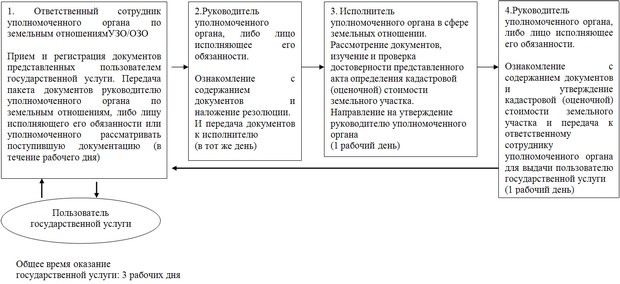 1. Ответственный сотрудник
уполномоченного органа по
земельным отношениямУЗО/ОЗО
Прием и регистрация документов
представленных пользователем
государственной услуги. Передача
пакета документов руководителю
уполномоченного органа по
земельным отношениям, либо лицу
исполняющего его обязанности или
уполномоченного рассматривать
поступившую документацию (в
течение рабочего дня)
2.Руководитель
уполномоченного
органа, либо лицо
исполняющее его
обязанности.
Ознакомление с
содержанием
документов и
наложение резолюции.
И передача документов
к исполнителю
(в тот же день)
3. Исполнитель
уполномоченного органа в сфере
земельных отношении.
Рассмотрение документов,
изучение и проверка
достоверности представленного
акта определения кадастровой
(оценочной) стоимости
земельного участка.
Направление на утверждение
руководителю уполномоченного
органа
(1 рабочий день)
4.Руководитель
уполномоченного органа,
либо лицо исполняющее его
обязанности.
Ознакомление с
содержанием документов
и утверждение
кадастровой (оценочной)
стоимости земельного
участка и передача к
ответственному
сотруднику
уполномоченного органа
для выдачи пользователю
государственной услуги
(1 рабочий день)
Пользователь
государственной услуги
Общее время оказание
государственной услуги: 3 рабочих дня